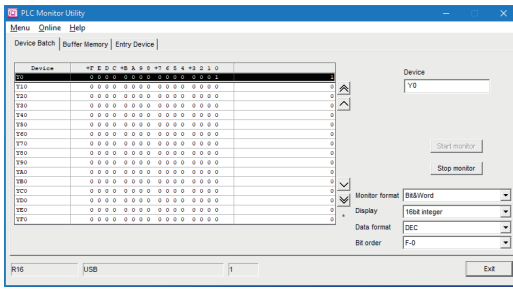 PLC Monitor Utility
Menu Online Help
Device Batch Buffer Memory Entry Device
Device +F E D C +B A 9 8 +7 6 5 4 +3 2 1 0
Y0 0 0 0 0 0 0 0 0 0 0 0 0 0 0 0 1 1
Y10 0 0 0 0 0 0 0 0 0 0 0 0 0 0 0 0 0
Y20 0 0 0 0 0 0 0 0 0 0 0 0 0 0 0 0 0
Y30 0 0 0 0 0 0 0 0 0 0 0 0 0 0 0 0 0
Y40 0 0 0 0 0 0 0 0 0 0 0 0 0 0 0 0 0
Y50 0 0 0 0 0 0 0 0 0 0 0 0 0 0 0 0 0
Y60 0 0 0 0 0 0 0 0 0 0 0 0 0 0 0 0 0
Y70 0 0 0 0 0 0 0 0 0 0 0 0 0 0 0 0 0
Y80 0 0 0 0 0 0 0 0 0 0 0 0 0 0 0 0 0
Y90 0 0 0 0 0 0 0 0 0 0 0 0 0 0 0 0 0
YA0 0 0 0 0 0 0 0 0 0 0 0 0 0 0 0 0 0
YB0 0 0 0 0 0 0 0 0 0 0 0 0 0 0 0 0 0
YC0 0 0 0 0 0 0 0 0 0 0 0 0 0 0 0 0 0
YD0 0 0 0 0 0 0 0 0 0 0 0 0 0 0 0 0 0
YE0 0 0 0 0 0 0 0 0 0 0 0 0 0 0 0 0 0
YF0 0 0 0 0 0 0 0 0 0 0 0 0 0 0 0 0 0
*
Device
Y0
Start monitor
Stop monitor
Monitor format Bit&Word
Display 16bit integer
Data format DEC
Bit order F-0
R16 USB 1
Exit